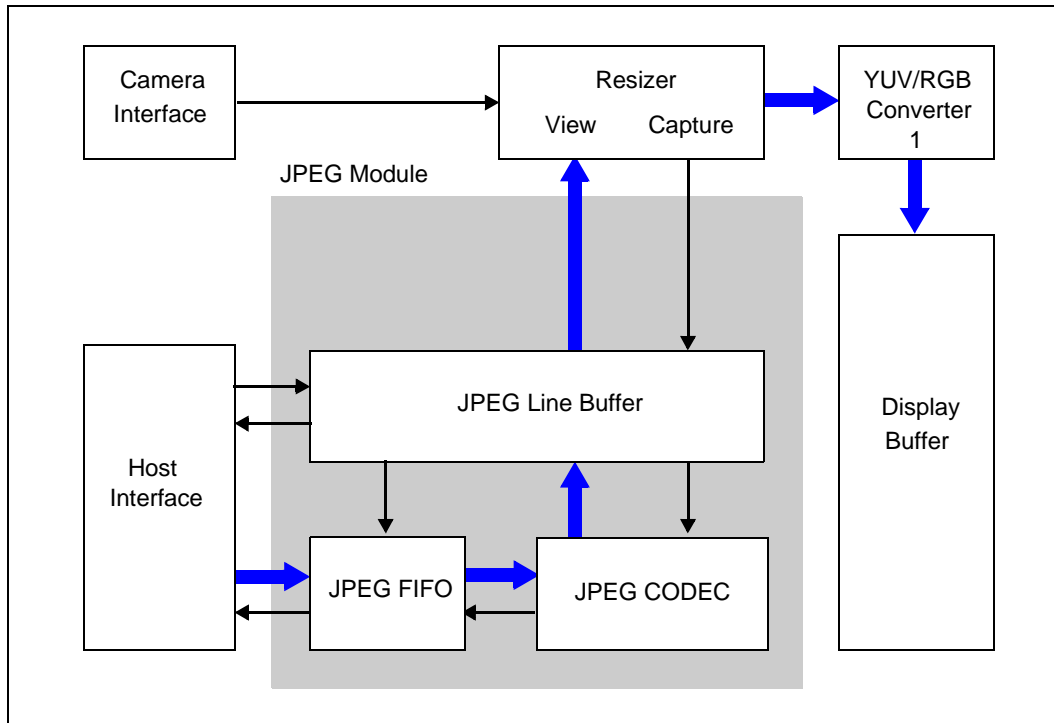 Camera
Interface
Resizer
View Capture
YUV/RGB
Converter
1
JPEG Module
Host
Interface
JPEG Line Buffer
JPEG FIFO
JPEG CODEC
Display
Buffer